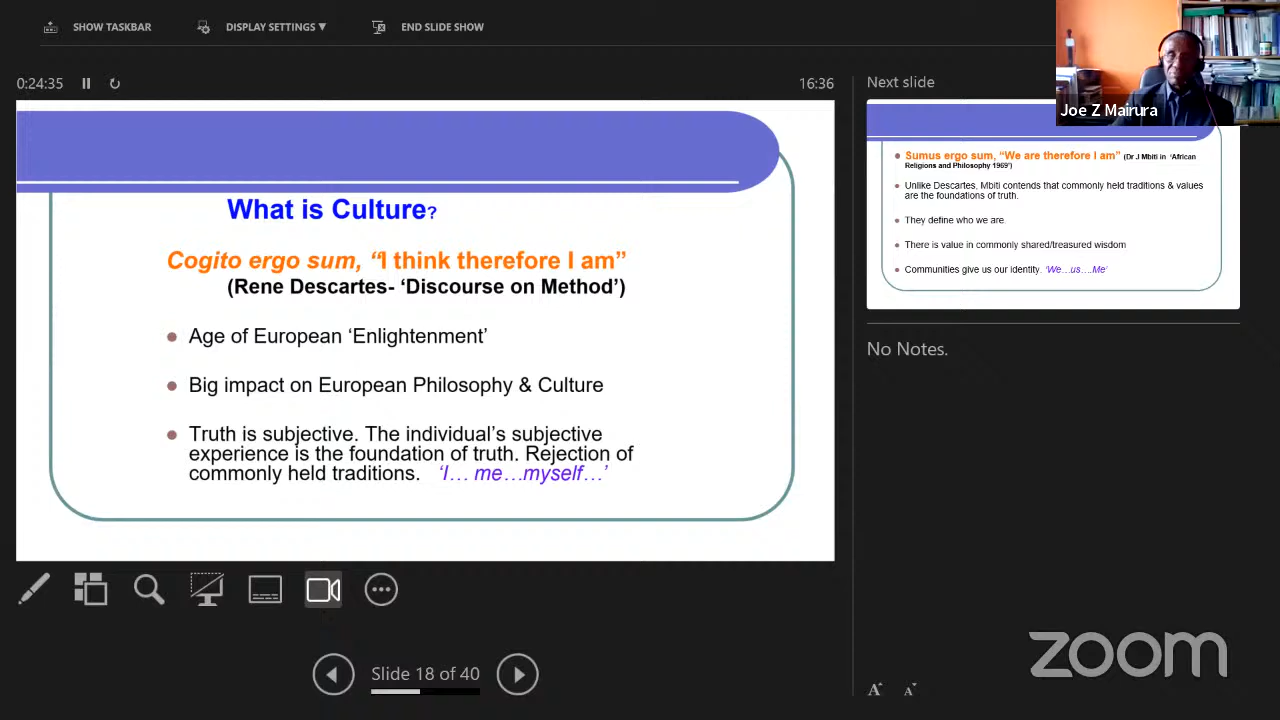 SHOW TASKBAR
DISPLAY SETTINGS ▼
END SLIDE SHOW
0:24:35
16:36
What is Culture?
Cogito ergo sum, “I think therefore I am”
(Rene Descartes- ‘Discourse on Method’)
Age of European ‘Enlightenment’
Big impact on European Philosophy & Culture
Truth is subjective. The individual’s subjective
experience is the foundation of truth. Rejection of
commonly held traditions. ‘I… me…myself…’
Slide 18 of 40
Next slide
Joe Z Mairura
Sumus ergo sum, “We are therefore I am” (Dr J Mbiti in ‘African
Religions and Philosophy 1969’)
Unlike Descartes, Mbiti contends that commonly held traditions & values
are the foundations of truth.
They define who we are.
There is value in commonly shared/treasured wisdom
Communities give us our identity. ‘We…us….Me’
No Notes.
zoom
A A